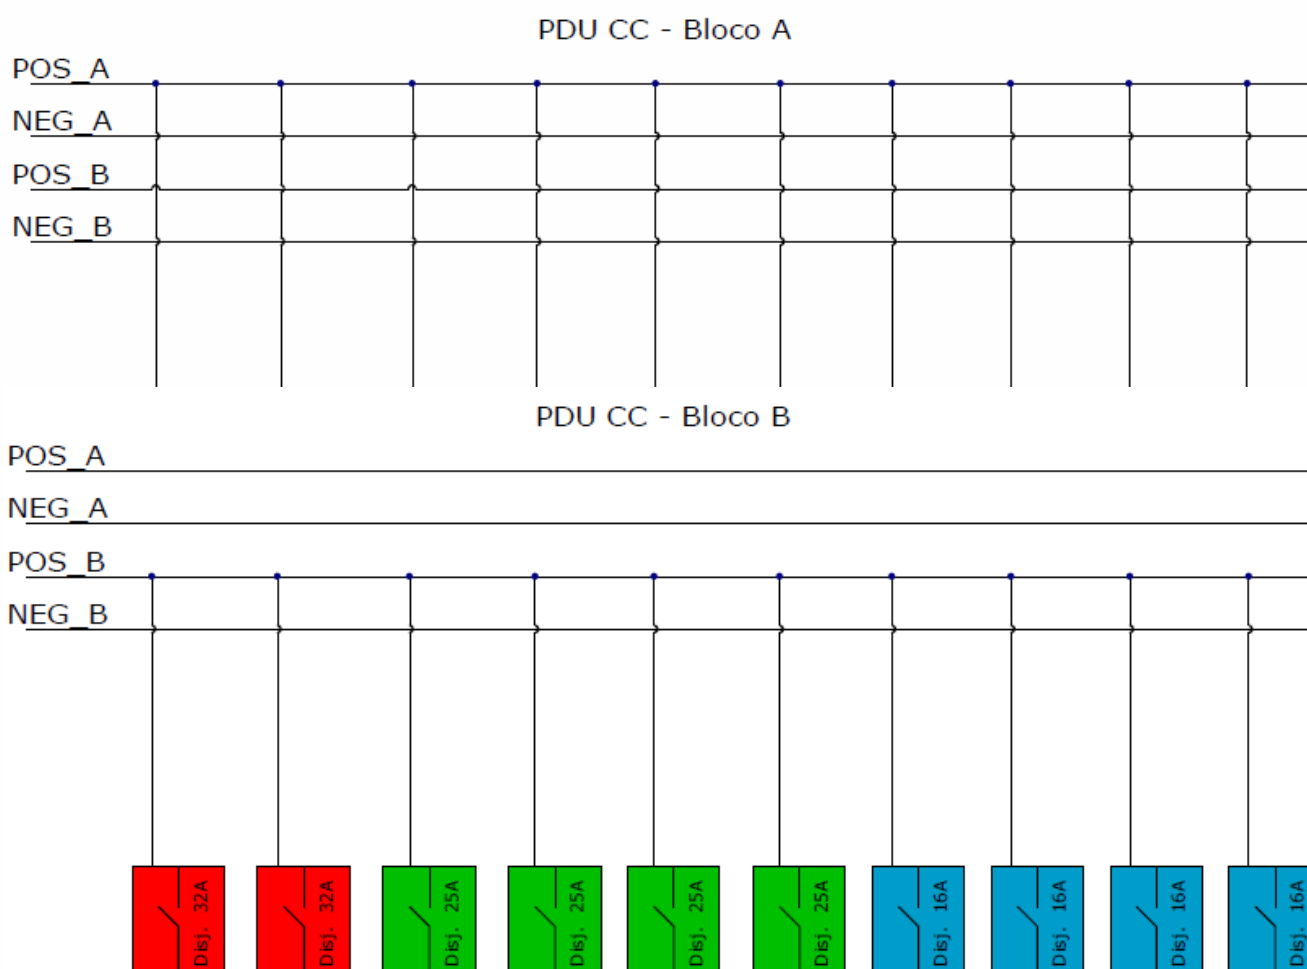 PDU CC - Bloco A
POS_A
NEG_A
POS_B
NEG_B
PDU CC - Bloco B
POS_A
NEG_A
POS_B
NEG_B
Disj. 32A
Disj. 32A
Disj. 25A
Disj. 25A
Disj. 25A
Disj. 25A
Disj. 16A
Disj. 16A
Disj. 16A
Disj. 16A